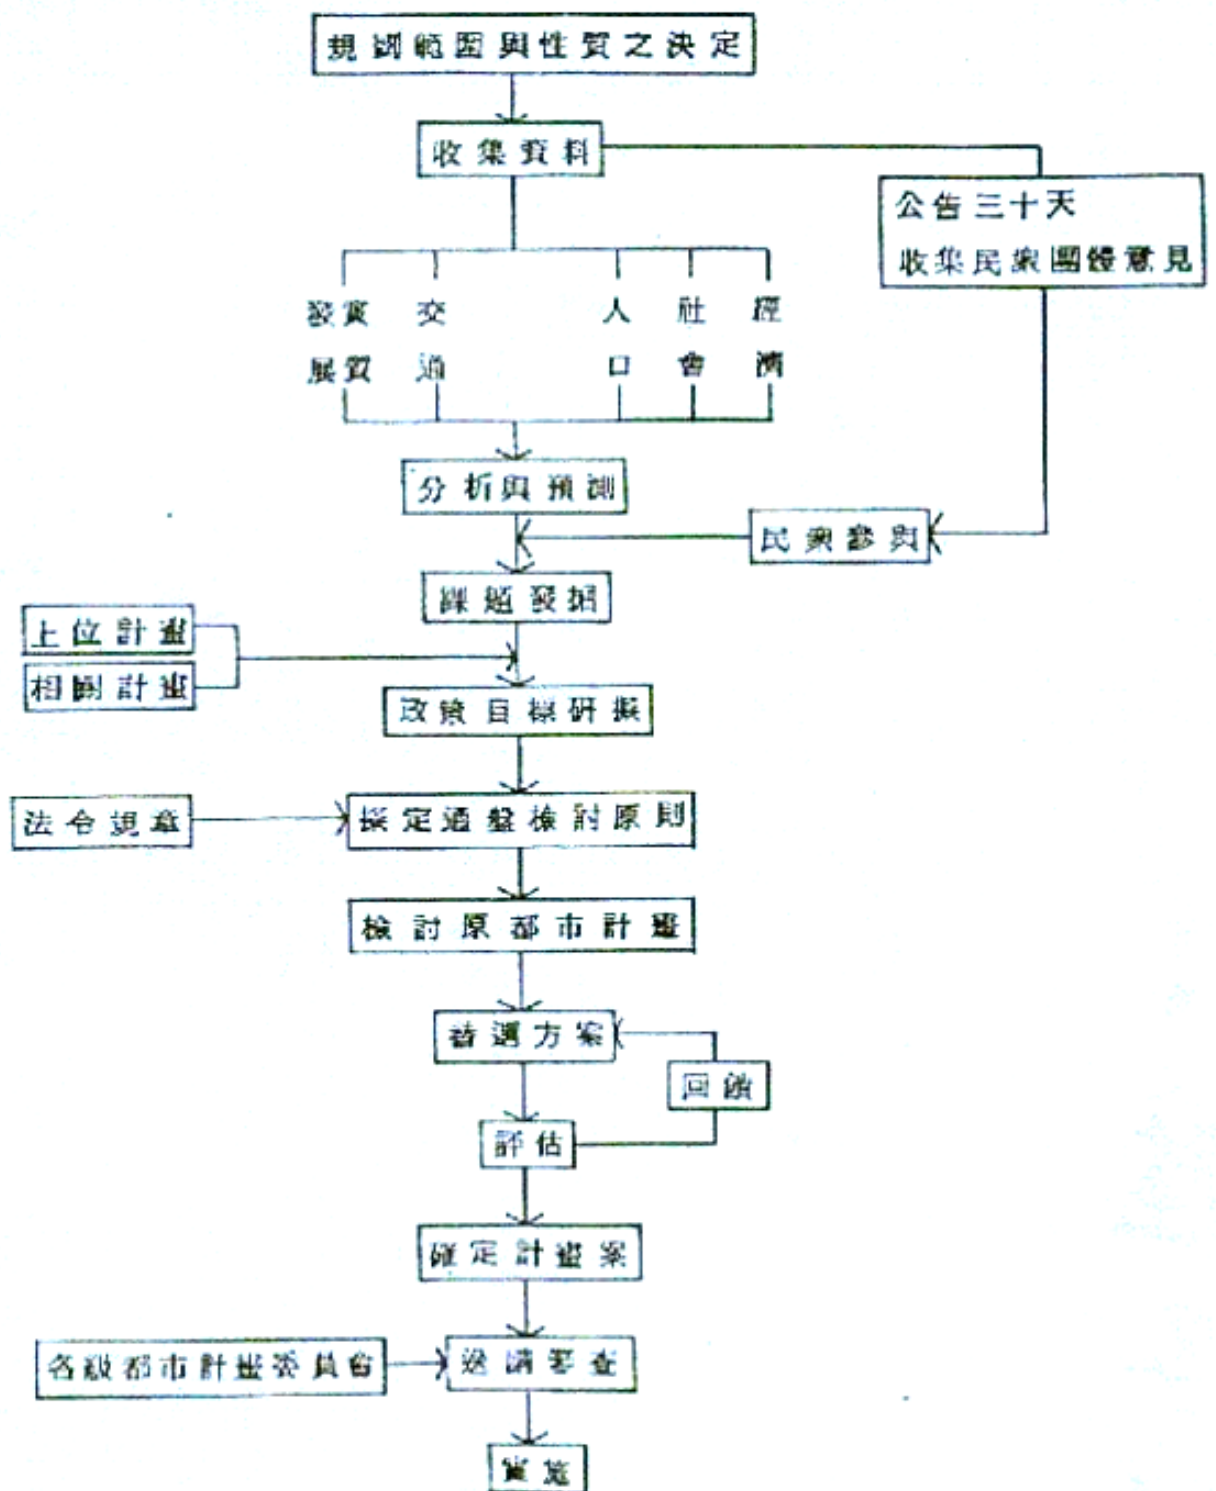 規劃範圍與性質之決定
收集資料
公告三十天
收集民眾團體意見
實質發展
交通
人口
社會
經濟
分析與預測
民眾參與
課題發掘
上位計畫
相關計畫
政策目標研擬
法令規章
擬定通盤檢討原則
檢討原都市計畫
替選方案
回饋
評估
確定計畫案
各級都市計畫委員會
送請審查
實施